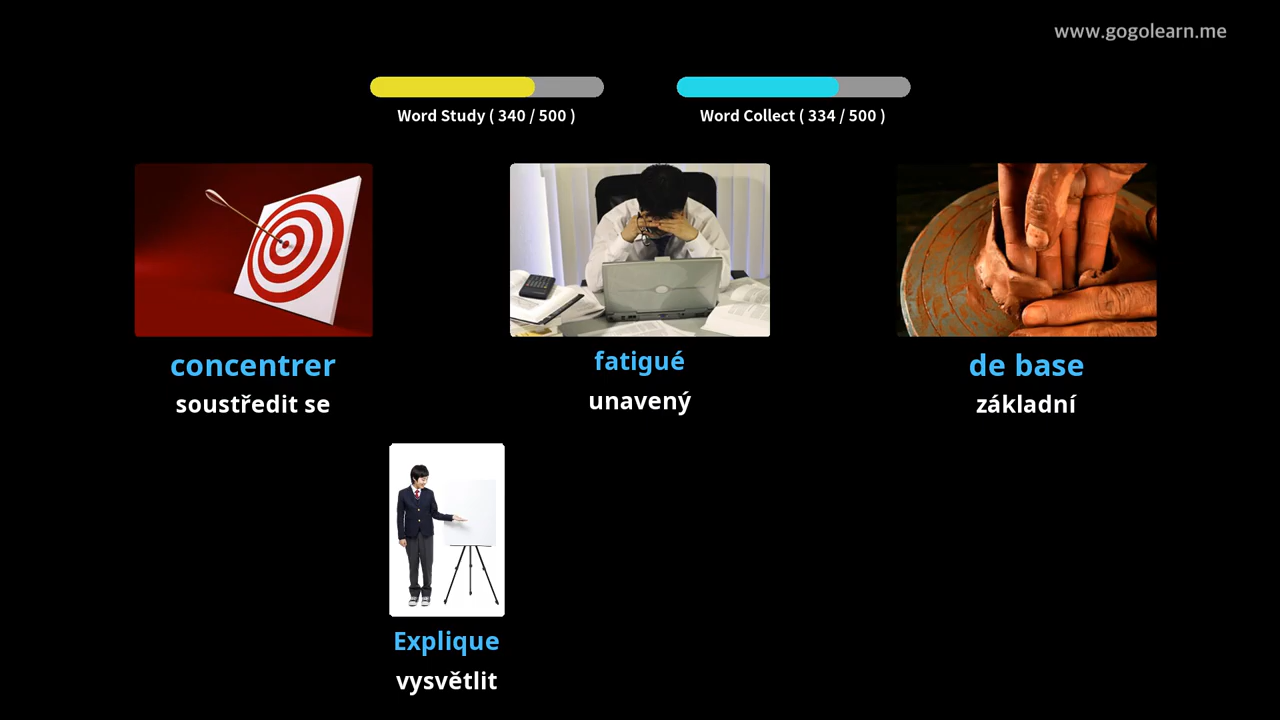 www.gogolearn.me
Word Study ( 340 / 500 )
Word Collect ( 334 / 500 )
concentrer
soustředit se
fatigué
unavený
de base
základní
Explique
vysvětlit